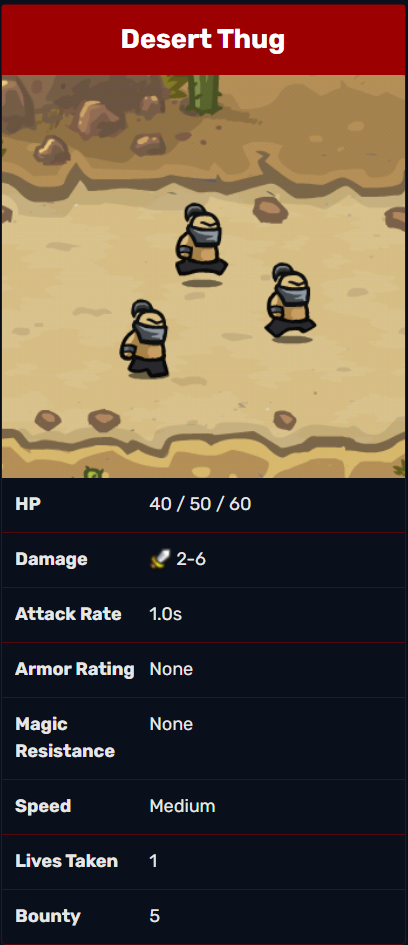 Desert Thug
HP 40 / 50 / 60
Damage 2-6
Attack Rate 1.0s
Armor Rating None
Magic Resistance None
Speed Medium
Lives Taken 1
Bounty 5